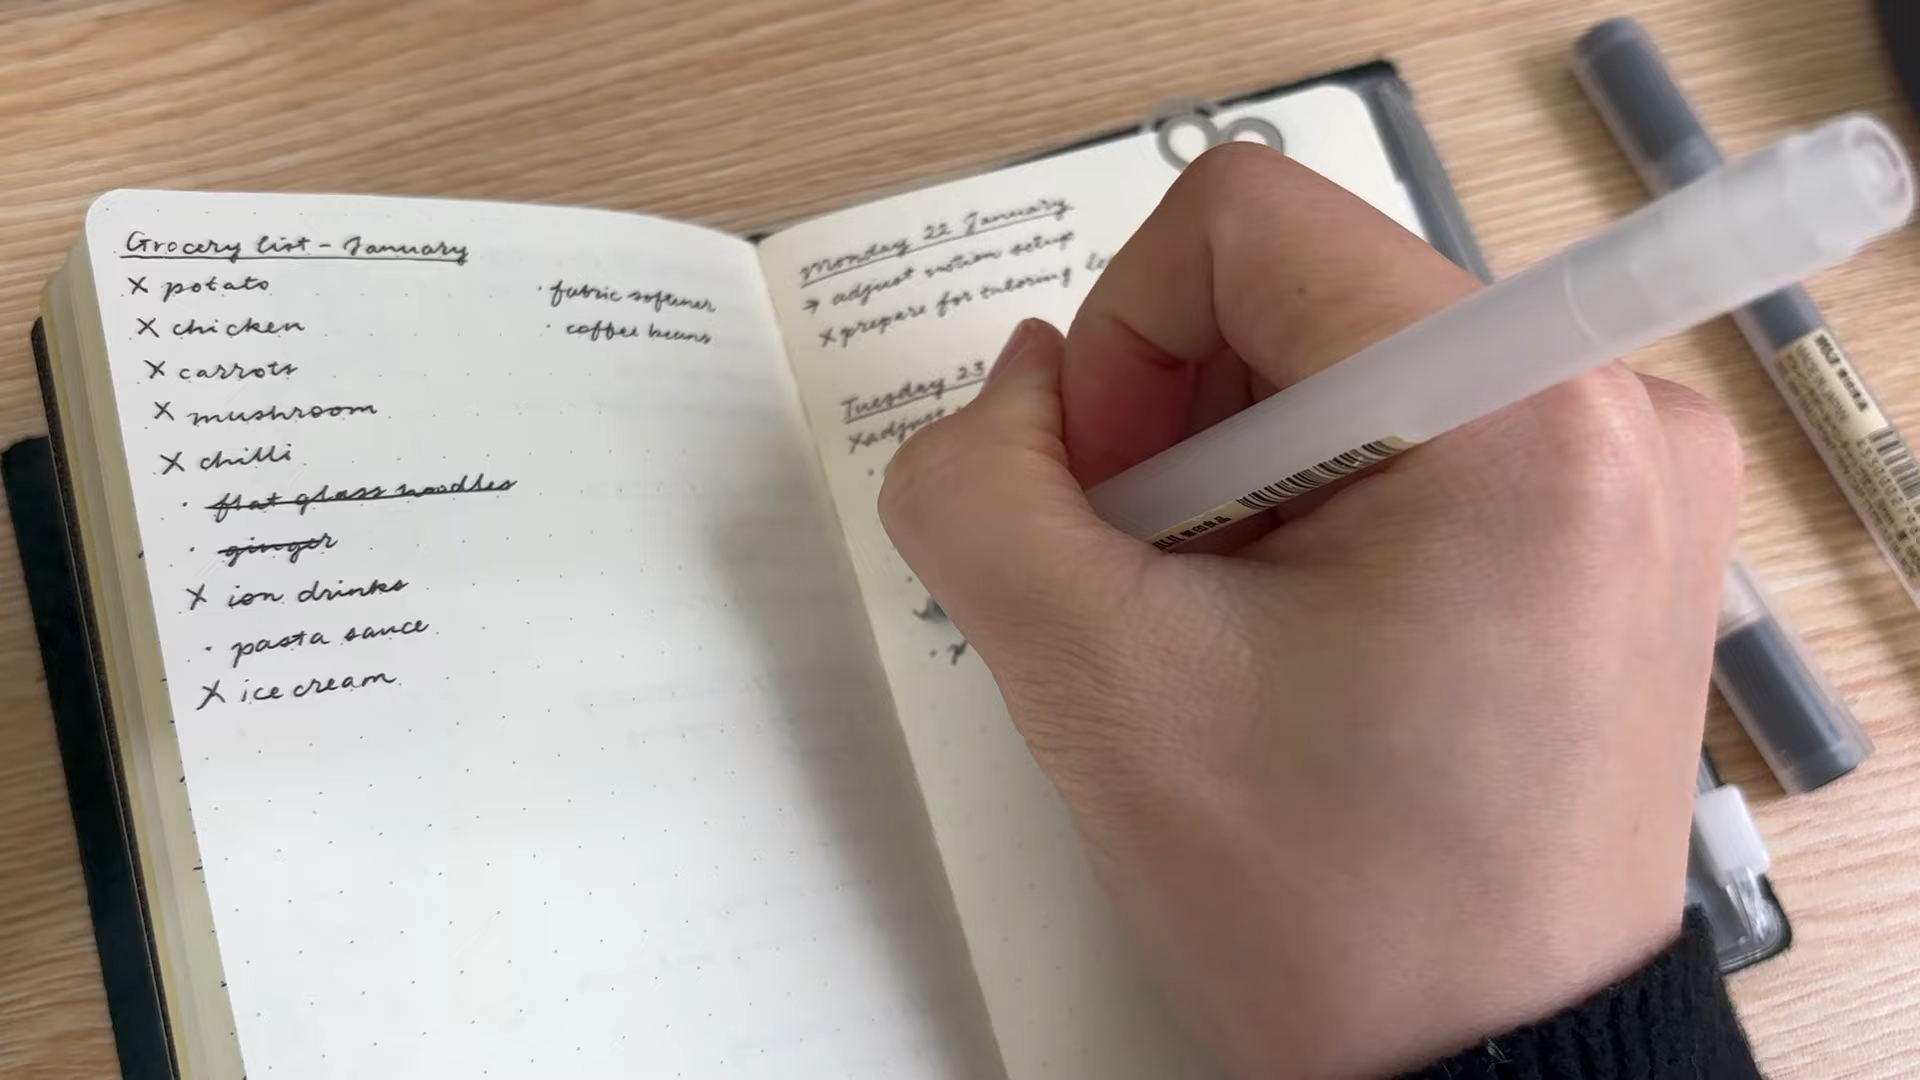 Grocery list - January
× potato
× chicken
× carrots
× mushroom
× chilli
· flat glass noodles
· ginger
× ion drinks
· pasta sauce
× ice cream
· fabric softener
· coffee beans
Monday 22 January
→ adjust notion setup
× prepare for tutoring
Tuesday 23
× adjust